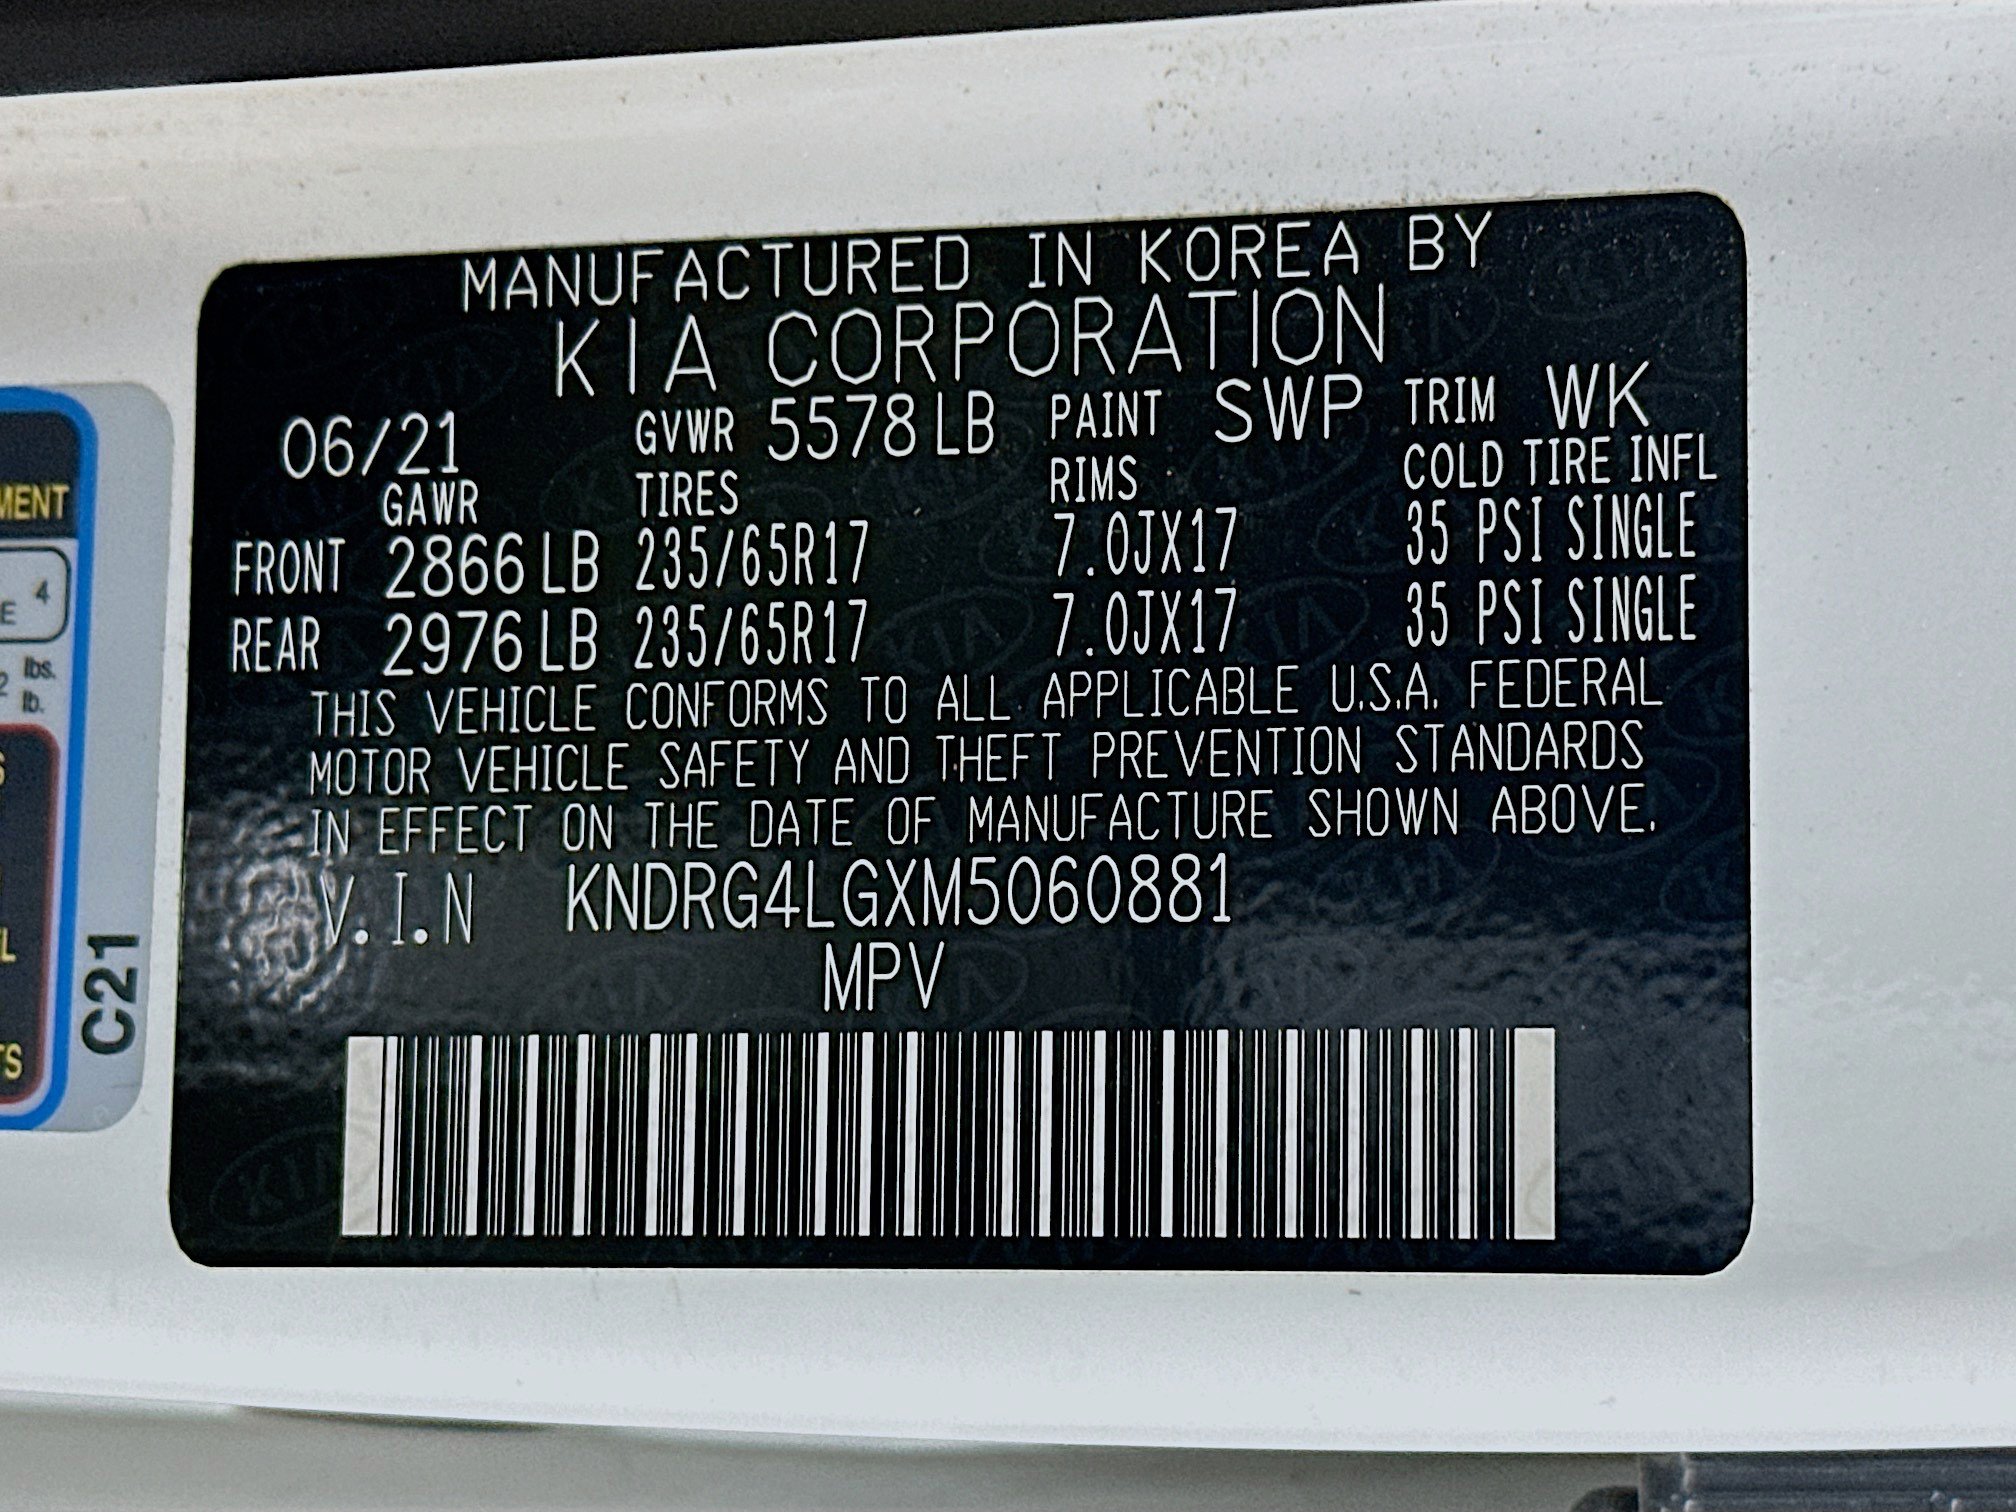 MANUFACTURED IN KOREA BY
KIA CORPORATION
06/21 GVWR 5578 LB PAINT SWP TRIM WK
GAWR TIRES RIMS COLD TIRE INFL
FRONT 2866 LB 235/65R17 7.0JX17 35 PSI SINGLE
REAR 2976 LB 235/65R17 7.0JX17 35 PSI SINGLE
THIS VEHICLE CONFORMS TO ALL APPLICABLE U.S.A. FEDERAL
MOTOR VEHICLE SAFETY AND THEFT PREVENTION STANDARDS
IN EFFECT ON THE DATE OF MANUFACTURE SHOWN ABOVE.
V.I.N KNDRG4LGXM5060881
MPV
4
lbs.
lb.
C21